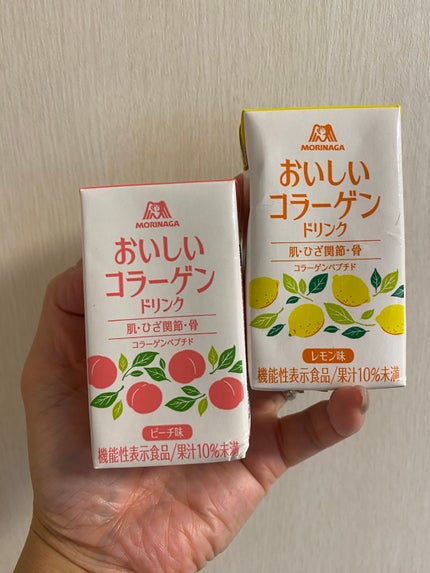 MORINAGA
おいしい
コラーゲン
ドリンク
肌・ひざ関節・骨
コラーゲンペプチド
ピーチ味
機能性表示食品/果汁10%未満
MORINAGA
おいしい
コラーゲン
ドリンク
肌・ひざ関節・骨
コラーゲンペプチド
レモン味
機能性表示食品/果汁10%未満